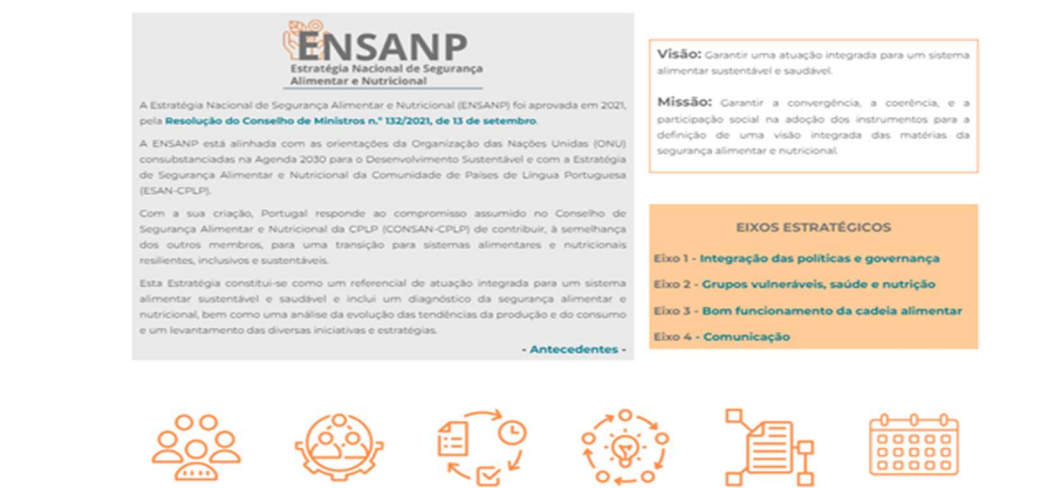 ENSANP
Estratégia Nacional de Segurança
Alimentar e Nutricional
A Estratégia Nacional de Segurança Alimentar e Nutricional (ENSANP) foi aprovada em 2021,
pela Resolução do Conselho de Ministros n.º 132/2021, de 13 de setembro.
A ENSANP está alinhada com as orientações da Organização das Nações Unidas (ONU)
consubstanciadas na Agenda 2030 para o Desenvolvimento Sustentável e com a Estratégia
de Segurança Alimentar e Nutricional da Comunidade de Países de Língua Portuguesa
(ESAN-CPLP).
Com a sua criação, Portugal responde ao compromisso assumido no Conselho de
Segurança Alimentar e Nutricional da CPLP (CONSAN-CPLP) de contribuir, à semelhança
dos outros membros, para uma transição para sistemas alimentares e nutricionais
resilientes, inclusivos e sustentáveis.
Esta Estratégia constitui-se como um referencial de atuação integrada para um sistema
alimentar sustentável e saudável e inclui um diagnóstico da segurança alimentar e
nutricional, bem como uma análise da evolução das tendências da produção e do consumo
e um levantamento das diversas iniciativas e estratégias.
- Antecedentes -
Visão: Garantir uma atuação integrada para um sistema
alimentar sustentável e saudável.
Missão: Garantir a convergência, a coerência, e a
participação social na adoção dos instrumentos para a
definição de uma visão integrada das matérias da
segurança alimentar e nutricional.
EIXOS ESTRATÉGICOS
Eixo 1 - Integração das políticas e governança
Eixo 2 - Grupos vulneráveis, saúde e nutrição
Eixo 3 - Bom funcionamento da cadeia alimentar
Eixo 4 - Comunicação